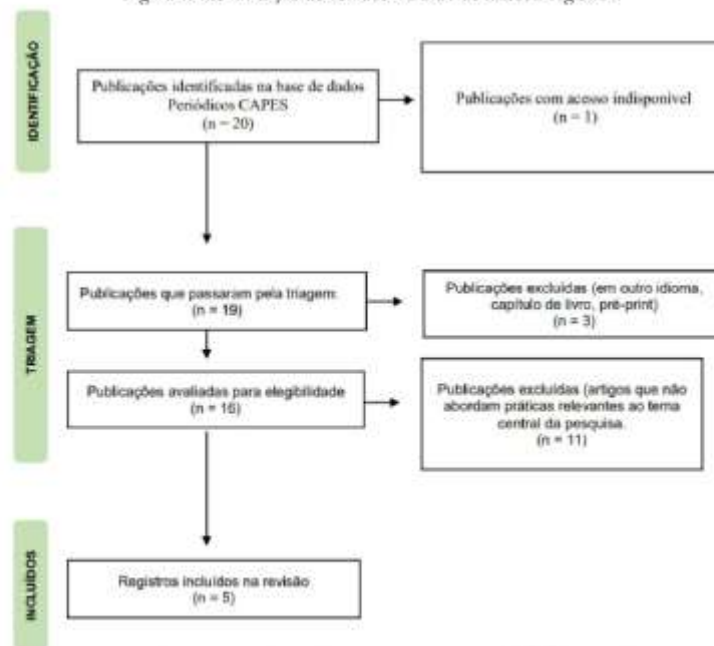 IDENTIFICAÇÃO
Publicações identificadas na base de dados
Periódicos CAPES
(n = 20)
Publicações com acesso indisponível
(n = 1)
TRIAGEM
Publicações que passaram pela triagem:
(n = 19)
Publicações excluídas (em outro idioma,
capítulo de livro, pré-print)
(n = 3)
Publicações avaliadas para elegibilidade
(n = 16)
Publicações excluídas (artigos que não
abordam práticas relevantes ao tema
central da pesquisa.
(n = 11)
INCLUÍDOS
Registros incluídos na revisão
(n = 5)